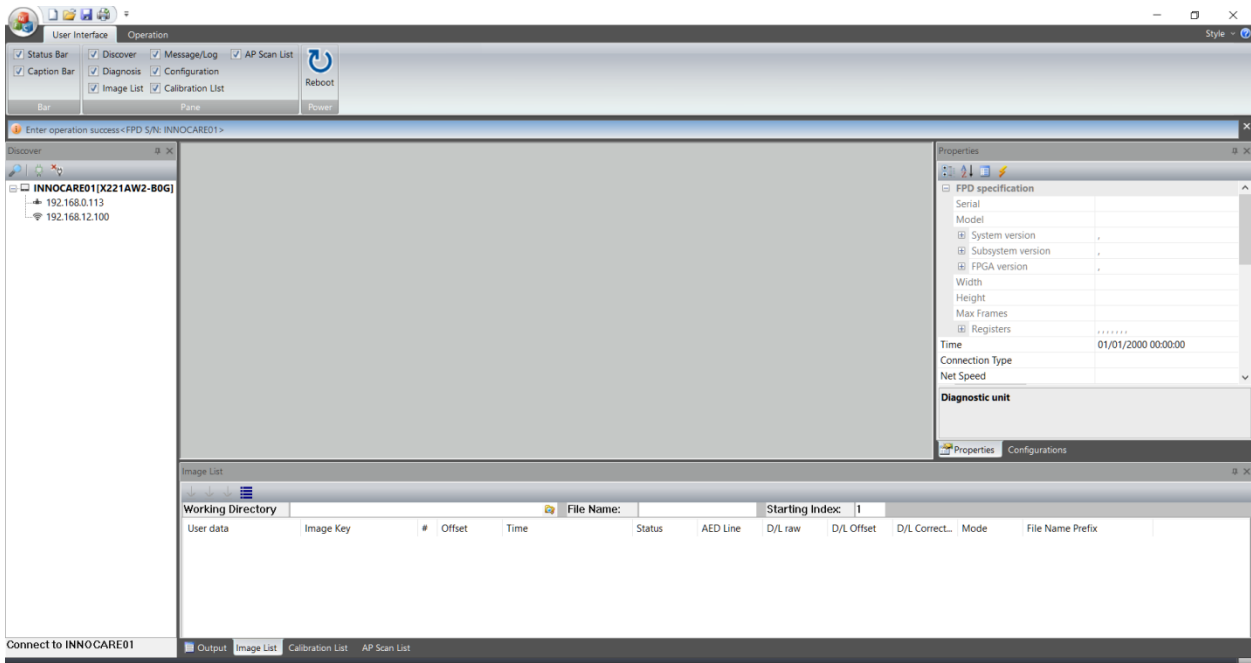 User Interface Operation
Style
Status Bar Discover Message/Log AP Scan List
Caption Bar Diagnosis Configuration
Image List Calibration LIst
Reboot
Bar Pane Power
Enter operation success<FPD S/N: INNOCARE01>
Discover
INNOCARE01[X221AW2-B0G]
192.168.0.113
192.168.12.100
Connect to INNOCARE01
Properties
FPD specification
Serial
Model
System version ,
Subsystem version ,
FPGA version ,
Width
Height
Max Frames
Registers , , , , , , ,
Time 01/01/2000 00:00:00
Connection Type
Net Speed
Diagnostic unit
Properties Configurations
Image List
Working Directory File Name: Starting Index: 1
User data Image Key # Offset Time Status AED Line D/L raw D/L Offset D/L Correct... Mode File Name Prefix
Output Image List Calibration List AP Scan List